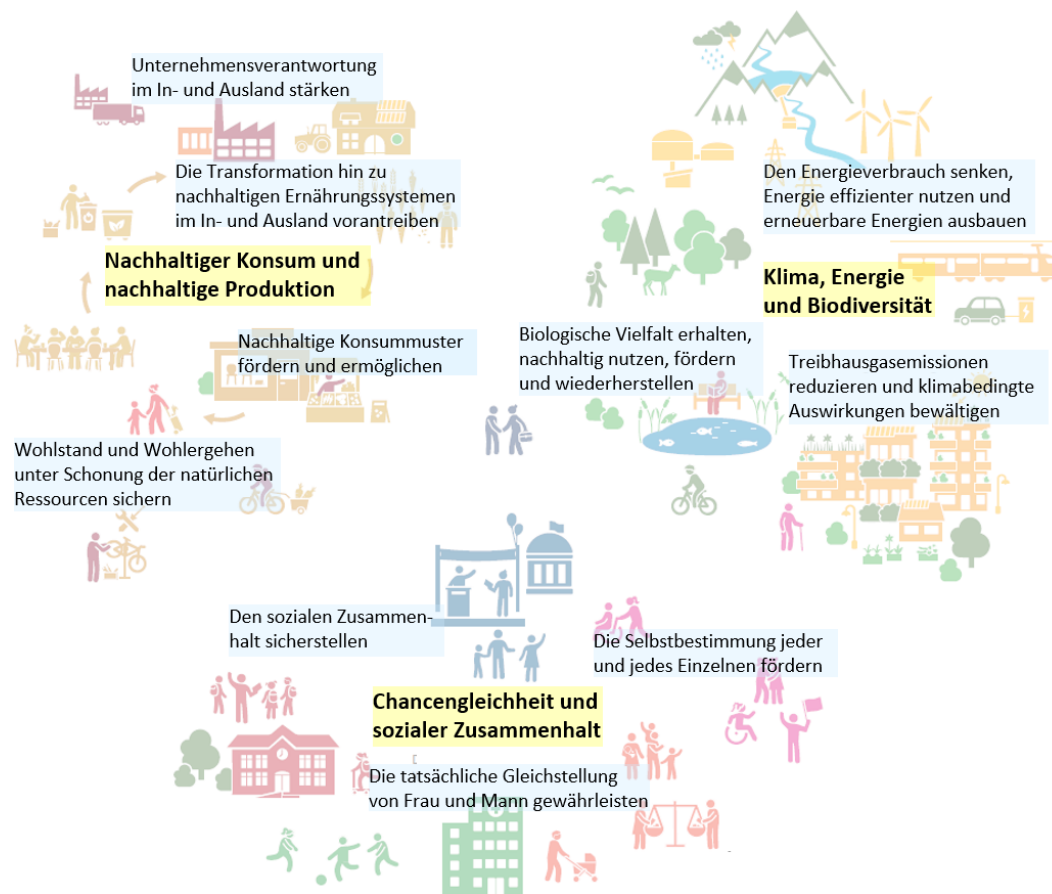 Unternehmensverantwortung
im In- und Ausland stärken
Die Transformation hin zu
nachhaltigen Ernährungssystemen
im In- und Ausland vorantreiben
Nachhaltiger Konsum und
nachhaltige Produktion
Nachhaltige Konsummuster
fördern und ermöglichen
Wohlstand und Wohlergehen
unter Schonung der natürlichen
Ressourcen sichern
Den Energieverbrauch senken,
Energie effizienter nutzen und
erneuerbare Energien ausbauen
Klima, Energie
und Biodiversität
Biologische Vielfalt erhalten,
nachhaltig nutzen, fördern
und wiederherstellen
Treibhausgasemissionen
reduzieren und klimabedingte
Auswirkungen bewältigen
Den sozialen Zusammen-
halt sicherstellen
Die Selbstbestimmung jeder
und jedes Einzelnen fördern
Chancengleichheit und
sozialer Zusammenhalt
Die tatsächliche Gleichstellung
von Frau und Mann gewährleisten